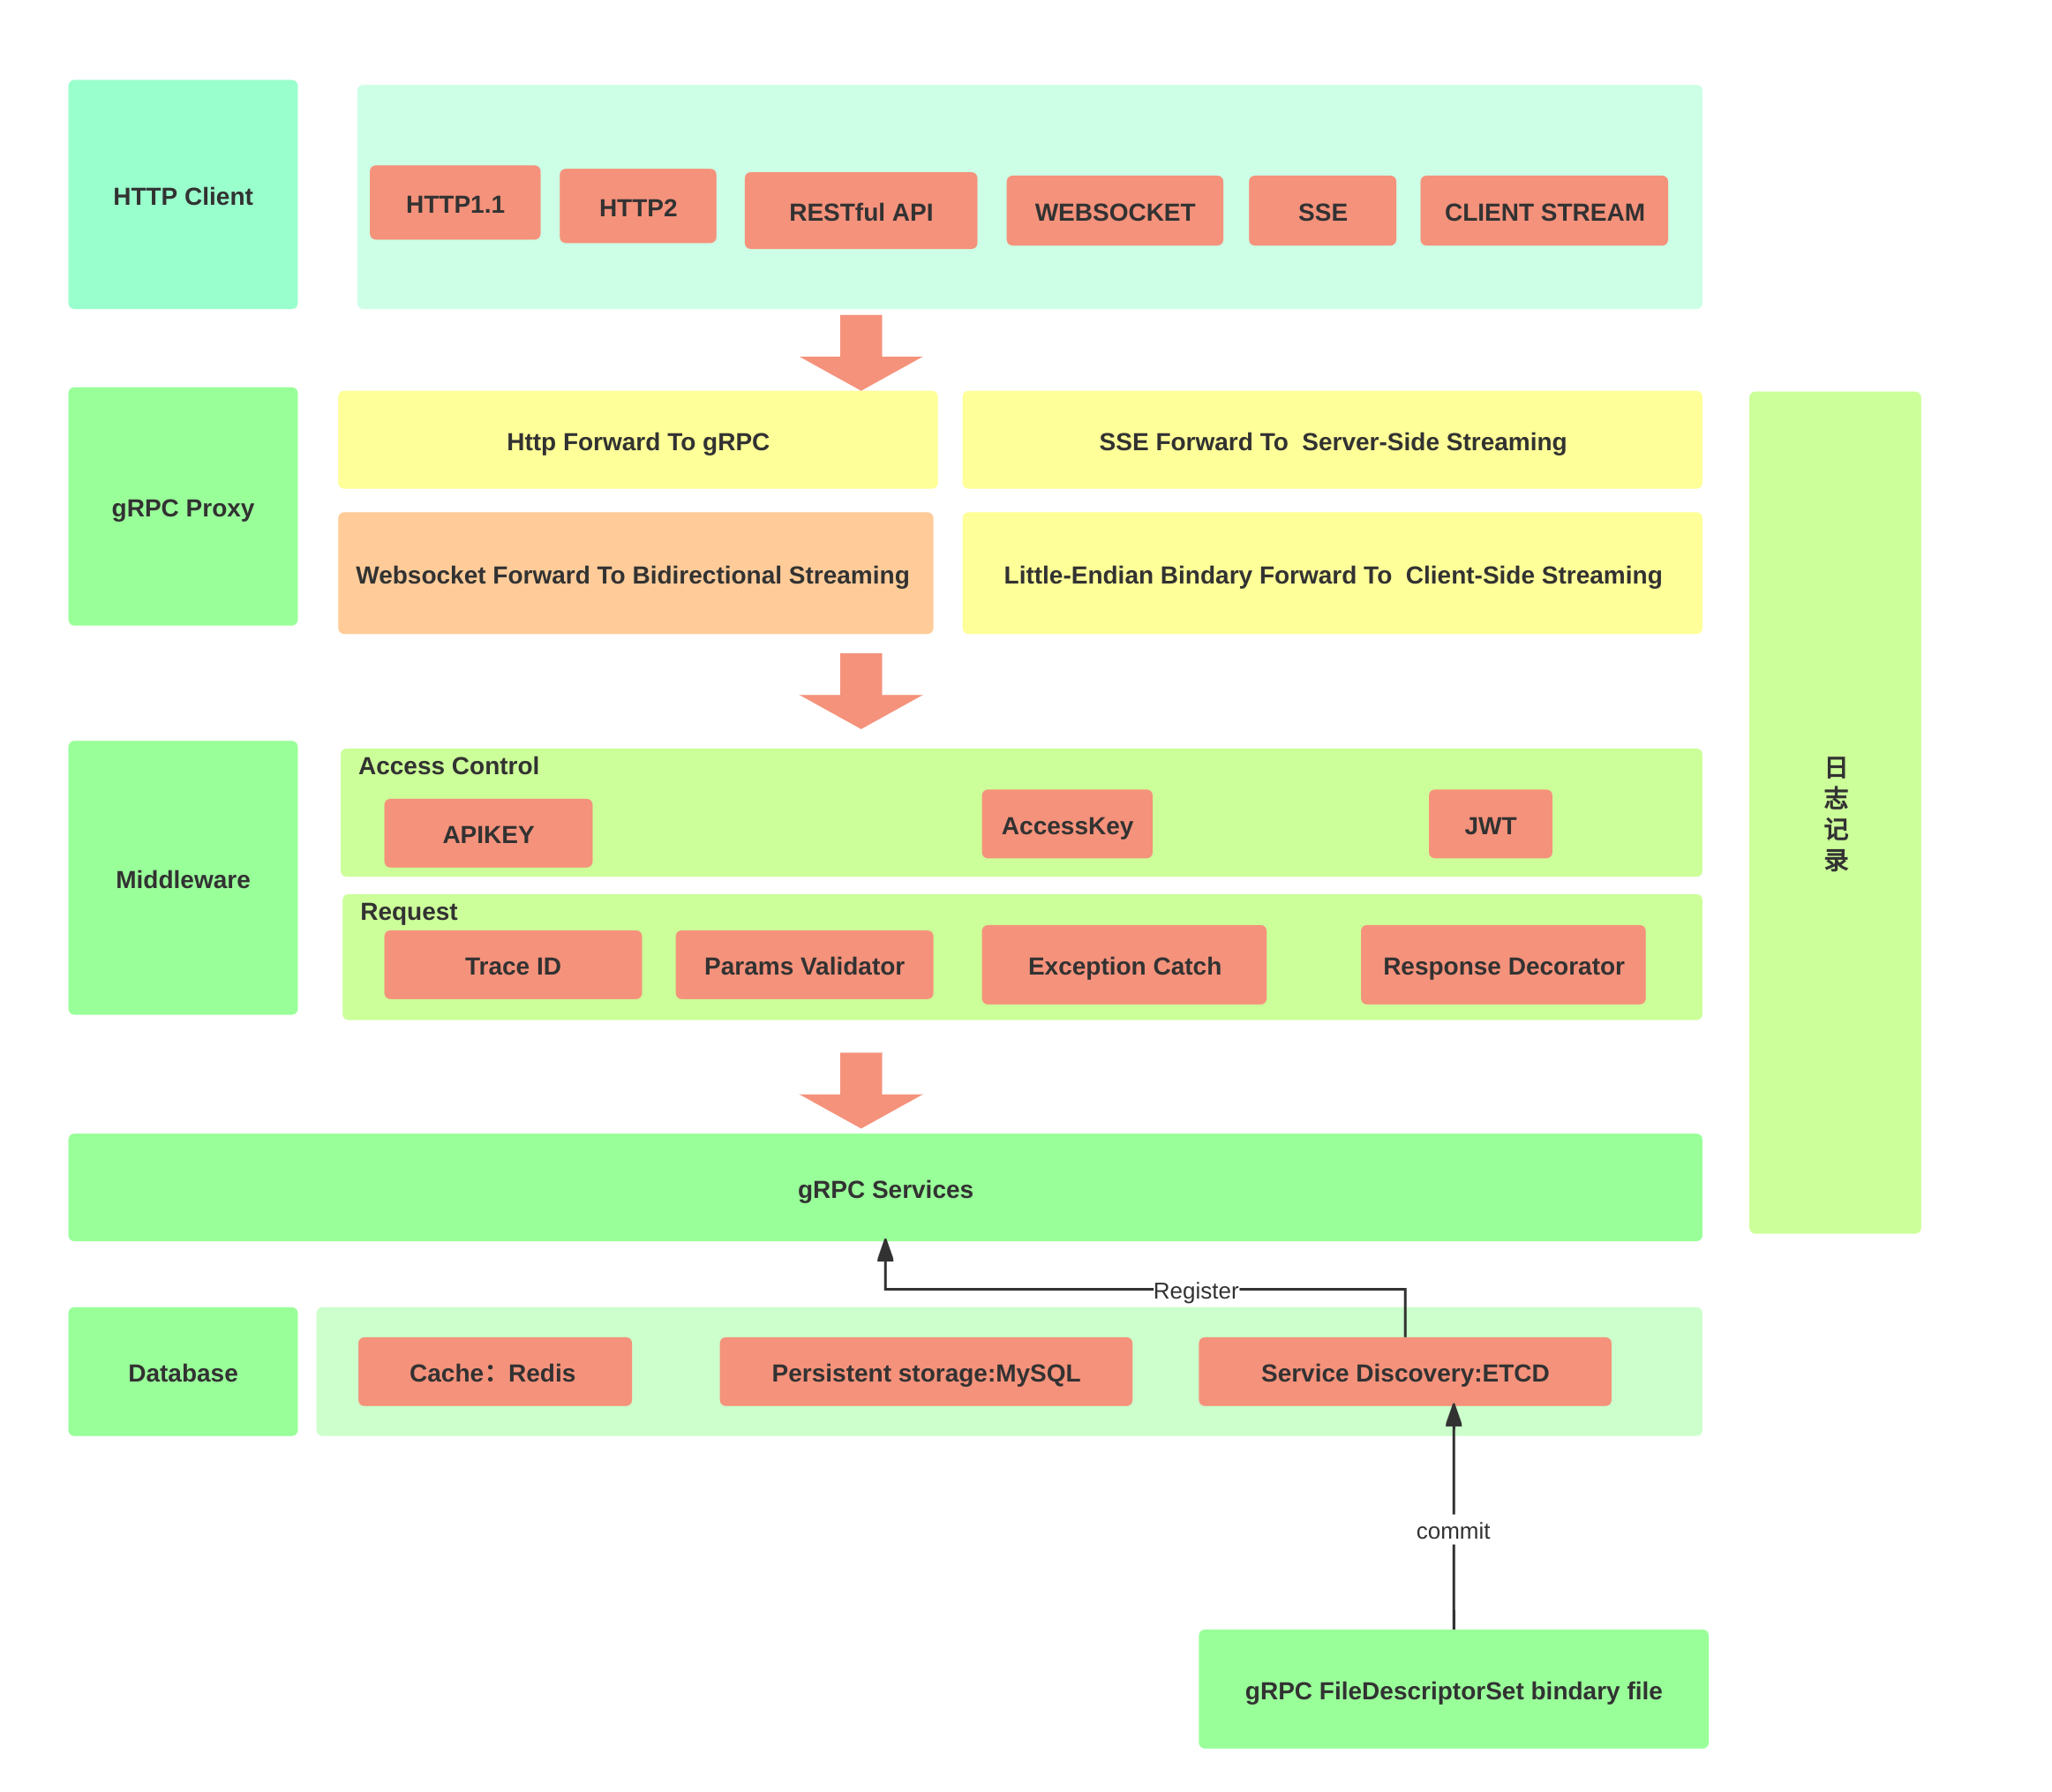 HTTP Client
HTTP1.1
HTTP2
RESTful API
WEBSOCKET
SSE
CLIENT STREAM
gRPC Proxy
Http Forward To gRPC
SSE Forward To  Server-Side Streaming
Websocket Forward To Bidirectional Streaming
Little-Endian Bindary Forward To  Client-Side Streaming
Middleware
Access Control
APIKEY
AccessKey
JWT
Request
Trace ID
Params Validator
Exception Catch
Response Decorator
日
志
记
录
gRPC Services
Register
Database
Cache：Redis
Persistent storage:MySQL
Service Discovery:ETCD
commit
gRPC FileDescriptorSet bindary file